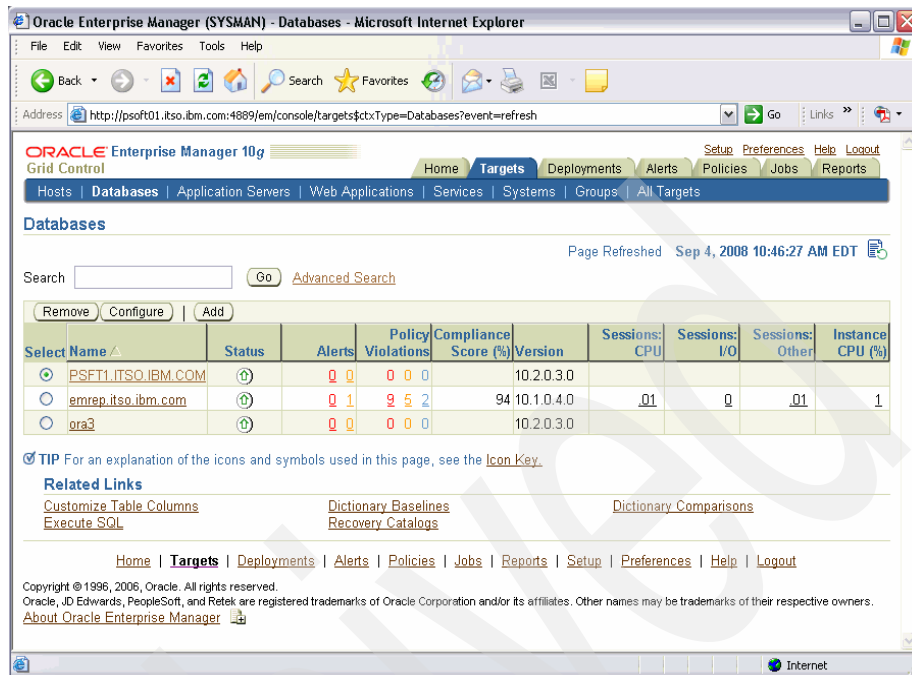 Oracle Enterprise Manager (SYSMAN) - Databases - Microsoft Internet Explorer
File Edit View Favorites Tools Help
Back Search Favorites
Address http://psoft01.itso.ibm.com:4889/em/console/targets$ctxType=Databases?event=refresh Go Links »
ORACLE Enterprise Manager 10g
Grid Control
Setup Preferences Help Logout
Home Targets Deployments Alerts Policies Jobs Reports
Hosts | Databases | Application Servers | Web Applications | Services | Systems | Groups | All Targets
Databases
Page Refreshed Sep 4, 2008 10:46:27 AM EDT
Search Go Advanced Search
Remove Configure | Add
Select Name Status Alerts Policy Violations Compliance Score (%) Version Sessions: CPU Sessions: I/O Sessions: Other Instance CPU (%)
PSFT1.ITSO.IBM.COM 0 0 0 0 0 10.2.0.3.0
emrep.itso.ibm.com 0 1 9 5 2 94 10.1.0.4.0 .01 0 .01 1
ora3 0 0 0 0 0 10.2.0.3.0
TIP For an explanation of the icons and symbols used in this page, see the Icon Key.
Related Links
Customize Table Columns Dictionary Baselines Dictionary Comparisons
Execute SQL Recovery Catalogs
Home | Targets | Deployments | Alerts | Policies | Jobs | Reports | Setup | Preferences | Help | Logout
Copyright © 1996, 2006, Oracle. All rights reserved.
Oracle, JD Edwards, PeopleSoft, and Retek are registered trademarks of Oracle Corporation and/or its affiliates. Other names may be trademarks of their respective owners.
About Oracle Enterprise Manager
Internet